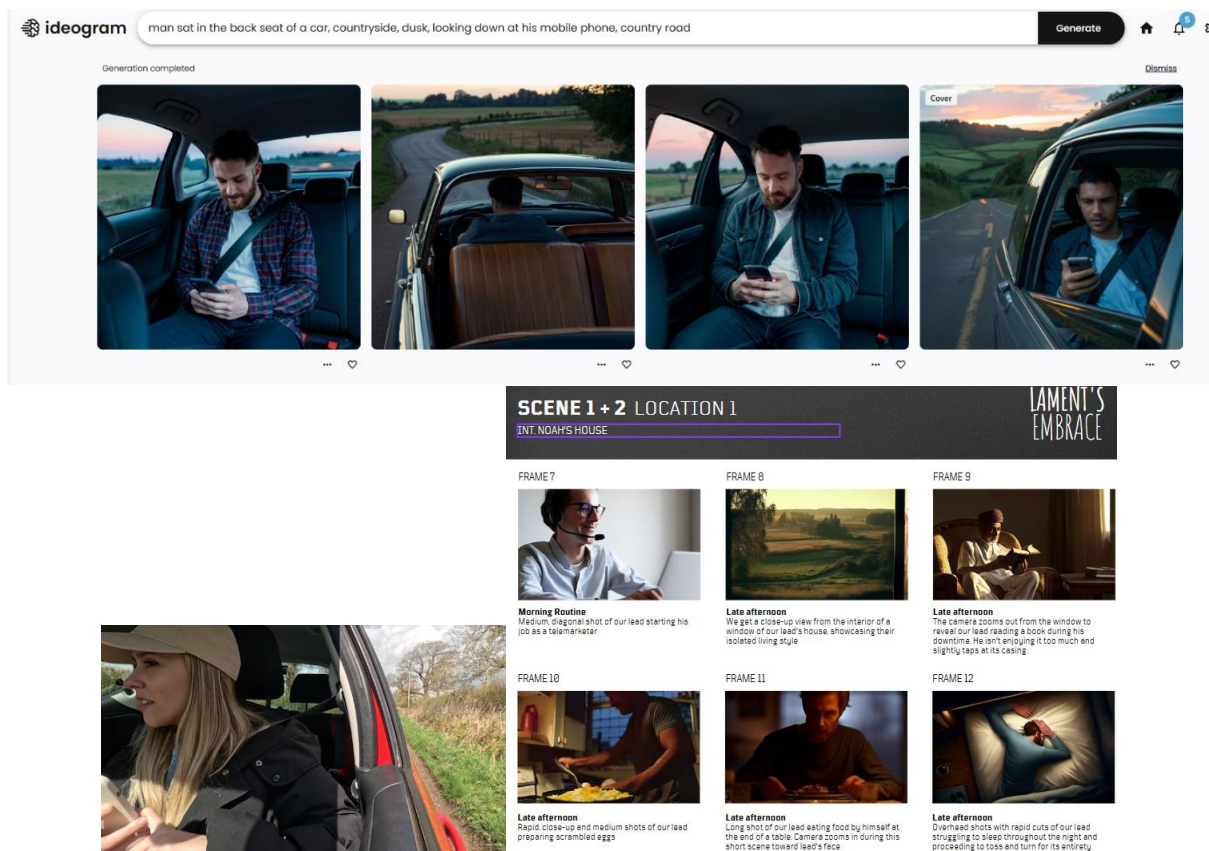 ideogram
man sat in the back seat of a car, countryside, dusk, looking down at his mobile phone, country road
Generate
5
Generation completed
Dismiss
Cover
SCENE 1 + 2 LOCATION 1
INT. NOAH'S HOUSE
LAMENT'S
EMBRACE
FRAME 7
FRAME 8
FRAME 9
Morning Routine
Medium, diagonal shot of our lead starting his
job as a telemarketer
Late afternoon
We get a close-up view from the interior of a
window of our lead's house, showcasing their
isolated living style
Late afternoon
The camera zooms out from the window to
reveal our lead reading a book during his
downtime. He isn't enjoying it too much and
slightly taps at its casing
FRAME 10
FRAME 11
FRAME 12
Late afternoon
Rapid, close-up and medium shots of our lead
preparing scrambled eggs
Late afternoon
Long shot of our lead eating food by himself at
the end of a table. Camera zooms in during this
short scene toward lead's face
Late afternoon
Overhead shots with rapid cuts of our lead
struggling to sleep throughout the night and
proceeding to toss and turn for its entirety